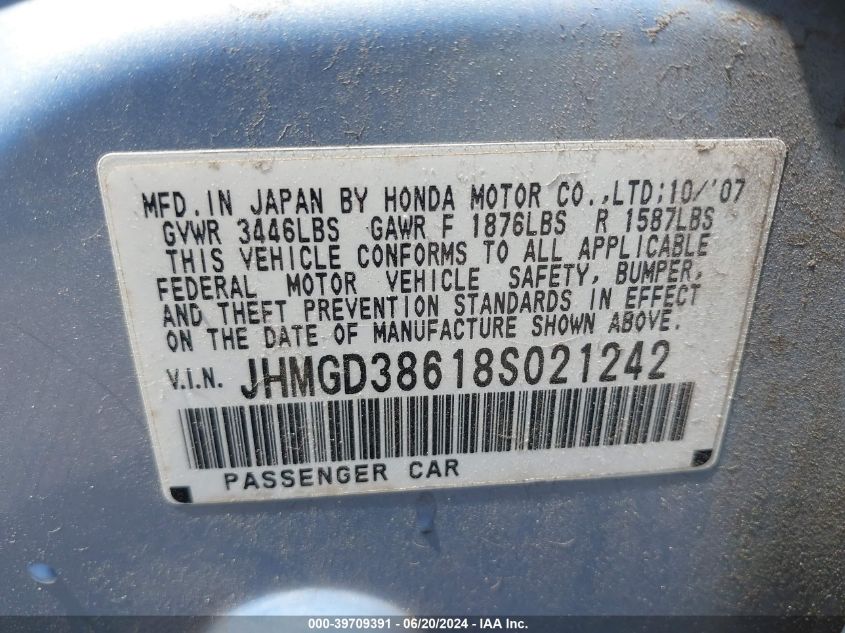 MFD. IN JAPAN BY HONDA MOTOR CO.,LTD; 10/'07
GVWR 3446LBS GAWR F 1876LBS R 1587LBS
THIS VEHICLE CONFORMS TO ALL APPLICABLE
FEDERAL MOTOR VEHICLE SAFETY, BUMPER,
AND THEFT PREVENTION STANDARDS IN EFFECT
ON THE DATE OF MANUFACTURE SHOWN ABOVE.
V.I.N. JHMGD38618S021242
PASSENGER CAR
000-39709391 - 06/20/2024 - IAAI.COM